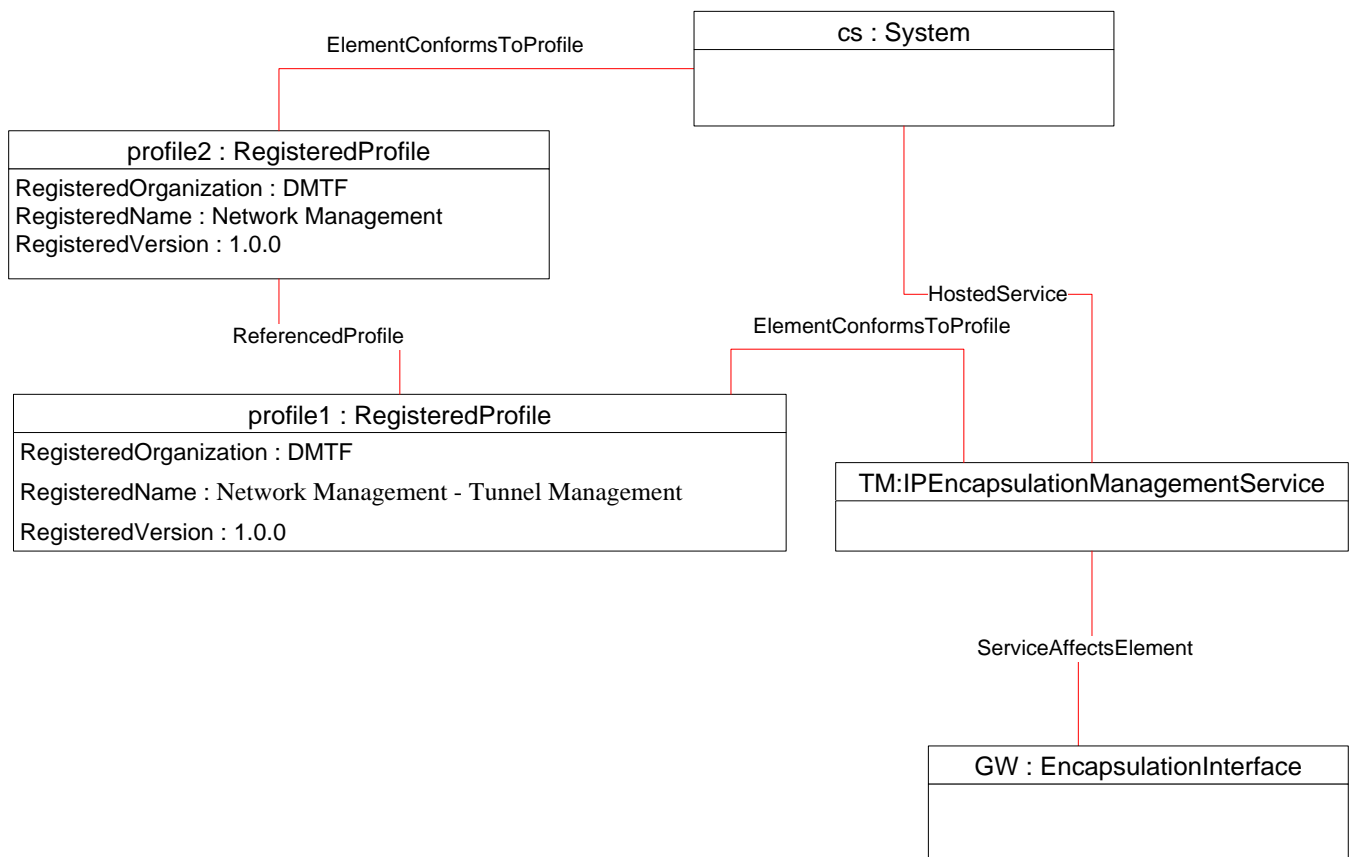 cs : System
ElementConformsToProfile
profile2 : RegisteredProfile
RegisteredOrganization : DMTF
RegisteredName : Network Management
RegisteredVersion : 1.0.0
HostedService
ElementConformsToProfile
ReferencedProfile
profile1 : RegisteredProfile
RegisteredOrganization : DMTF
RegisteredName : Network Management - Tunnel Management
RegisteredVersion : 1.0.0
TM:IPEncapsulationManagementService
ServiceAffectsElement
GW : EncapsulationInterface